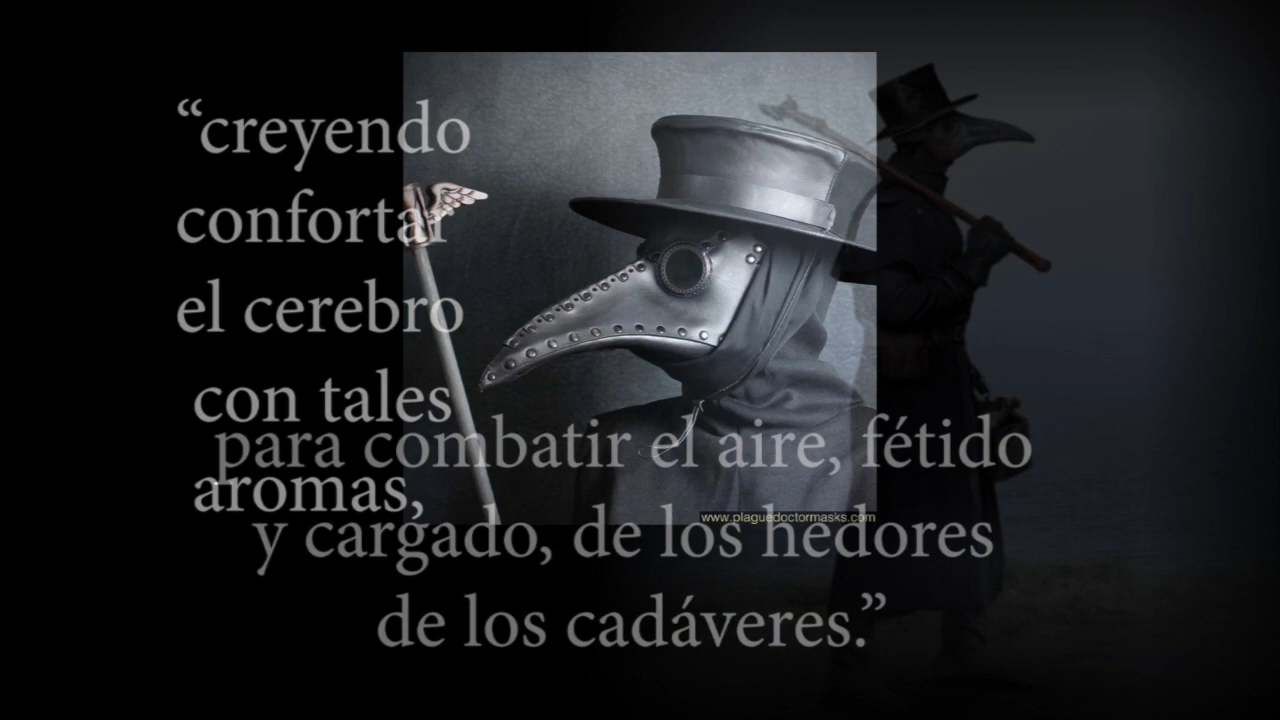 “creyendo
confortar
el cerebro
con tales
aromas,
para combatir el aire, fétido
y cargado, de los hedores
de los cadáveres.”
www.plaguedoctormasks.com